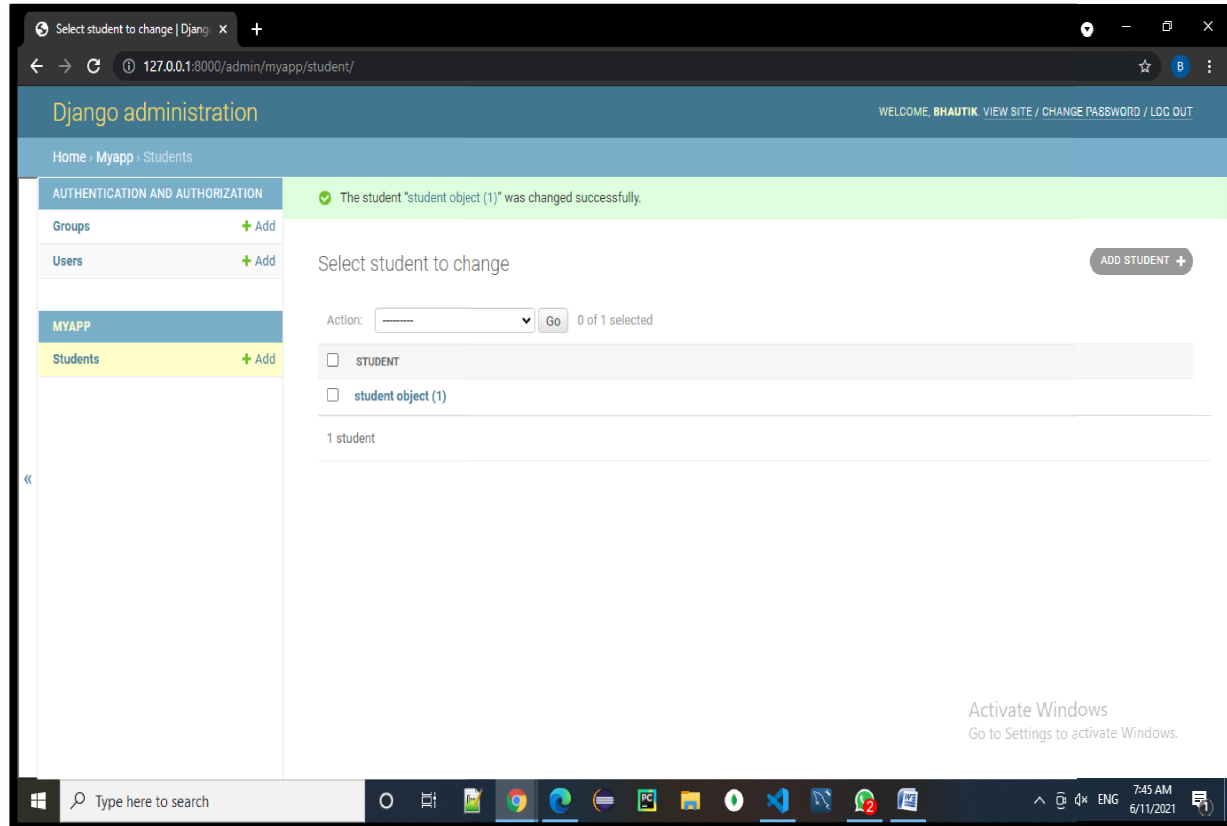 Select student to change | Djang
127.0.0.1:8000/admin/myapp/student/
B
Django administration
WELCOME, BHAUTIK. VIEW SITE / CHANGE PASSWORD / LOG OUT
Home › Myapp › Students
AUTHENTICATION AND AUTHORIZATION
Groups + Add
Users + Add
MYAPP
Students + Add
«
The student "student object (1)" was changed successfully.
Select student to change
ADD STUDENT +
Action: --------- Go 0 of 1 selected
STUDENT
student object (1)
1 student
Activate Windows
Go to Settings to activate Windows.
Type here to search
PC
2
W
ENG
7:45 AM
6/11/2021
1